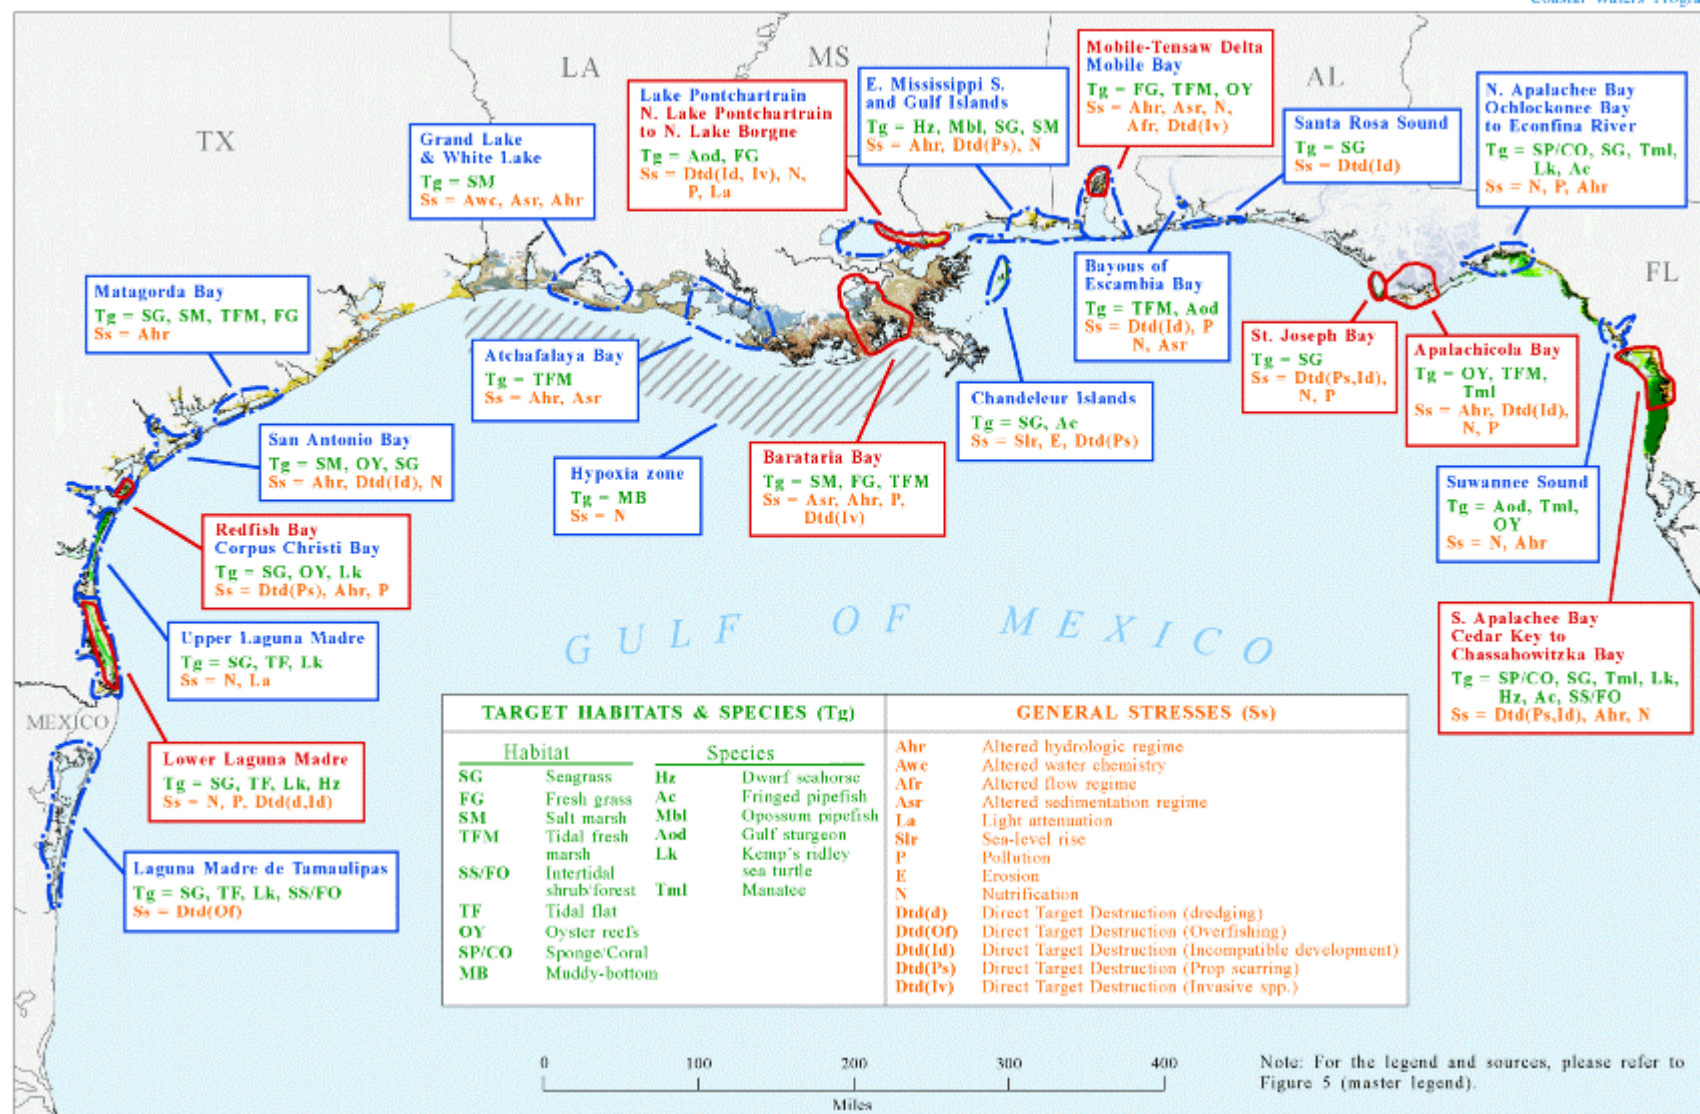 Coastal Waters Progra
TX
LA
MS
AL
FL
MEXICO
GULF OF MEXICO
Grand Lake
& White Lake
Tg = SM
Ss = Awc, Asr, Ahr
Lake Pontchartrain
N. Lake Pontchartrain
to N. Lake Borgne
Tg = Aod, FG
Ss = Dtd(Id, Iv), N,
P, La
E. Mississippi S.
and Gulf Islands
Tg = Hz, Mbl, SG, SM
Ss = Ahr, Dtd(Ps), N
Mobile-Tensaw Delta
Mobile Bay
Tg = FG, TFM, OY
Ss = Ahr, Asr, N,
Afr, Dtd(Iv)
Santa Rosa Sound
Tg = SG
Ss = Dtd(Id)
N. Apalachee Bay
Ochlockonee Bay
to Econfina River
Tg = SP/CO, SG, Tml,
Lk, Ac
Ss = N, P, Ahr
Matagorda Bay
Tg = SG, SM, TFM, FG
Ss = Ahr
Atchafalaya Bay
Tg = TFM
Ss = Ahr, Asr
Bayous of
Escambia Bay
Tg = TFM, Aod
Ss = Dtd(Id), P
N, Asr
St. Joseph Bay
Tg = SG
Ss = Dtd(Ps,Id),
N, P
Apalachicola Bay
Tg = OY, TFM,
Tml
Ss = Ahr, Dtd(Id),
N, P
San Antonio Bay
Tg = SM, OY, SG
Ss = Ahr, Dtd(Id), N
Hypoxia zone
Tg = MB
Ss = N
Barataria Bay
Tg = SM, FG, TFM
Ss = Asr, Ahr, P,
Dtd(Iv)
Chandeleur Islands
Tg = SG, Ac
Ss = Slr, E, Dtd(Ps)
Suwannee Sound
Tg = Aod, Tml,
OY
Ss = N, Ahr
Redfish Bay
Corpus Christi Bay
Tg = SG, OY, Lk
Ss = Dtd(Ps), Ahr, P
Upper Laguna Madre
Tg = SG, TF, Lk
Ss = N, La
S. Apalachee Bay
Cedar Key to
Chassahowitzka Bay
Tg = SP/CO, SG, Tml, Lk,
Hz, Ac, SS/FO
Ss = Dtd(Ps,Id), Ahr, N
Lower Laguna Madre
Tg = SG, TF, Lk, Hz
Ss = N, P, Dtd(d,Id)
Laguna Madre de Tamaulipas
Tg = SG, TF, Lk, SS/FO
Ss = Dtd(Of)
TARGET HABITATS & SPECIES (Tg)
Habitat
SG Seagrass
FG Fresh grass
SM Salt marsh
TFM Tidal fresh
marsh
SS/FO Intertidal
shrub/forest
TF Tidal flat
OY Oyster reefs
SP/CO Sponge/Coral
MB Muddy-bottom
Species
Hz Dwarf seahorse
Ac Fringed pipefish
Mbl Opossum pipefish
Aod Gulf sturgeon
Lk Kemp's ridley
sea turtle
Tml Manatee
GENERAL STRESSES (Ss)
Ahr Altered hydrologic regime
Awc Altered water chemistry
Afr Altered flow regime
Asr Altered sedimentation regime
La Light attenuation
Slr Sea-level rise
P Pollution
E Erosion
N Nutrification
Dtd(d) Direct Target Destruction (dredging)
Dtd(Of) Direct Target Destruction (Overfishing)
Dtd(Id) Direct Target Destruction (Incompatible development)
Dtd(Ps) Direct Target Destruction (Prop scarring)
Dtd(Iv) Direct Target Destruction (Invasive spp.)
0 100 200 300 400
Miles
Note: For the legend and sources, please refer to
Figure 5 (master legend).